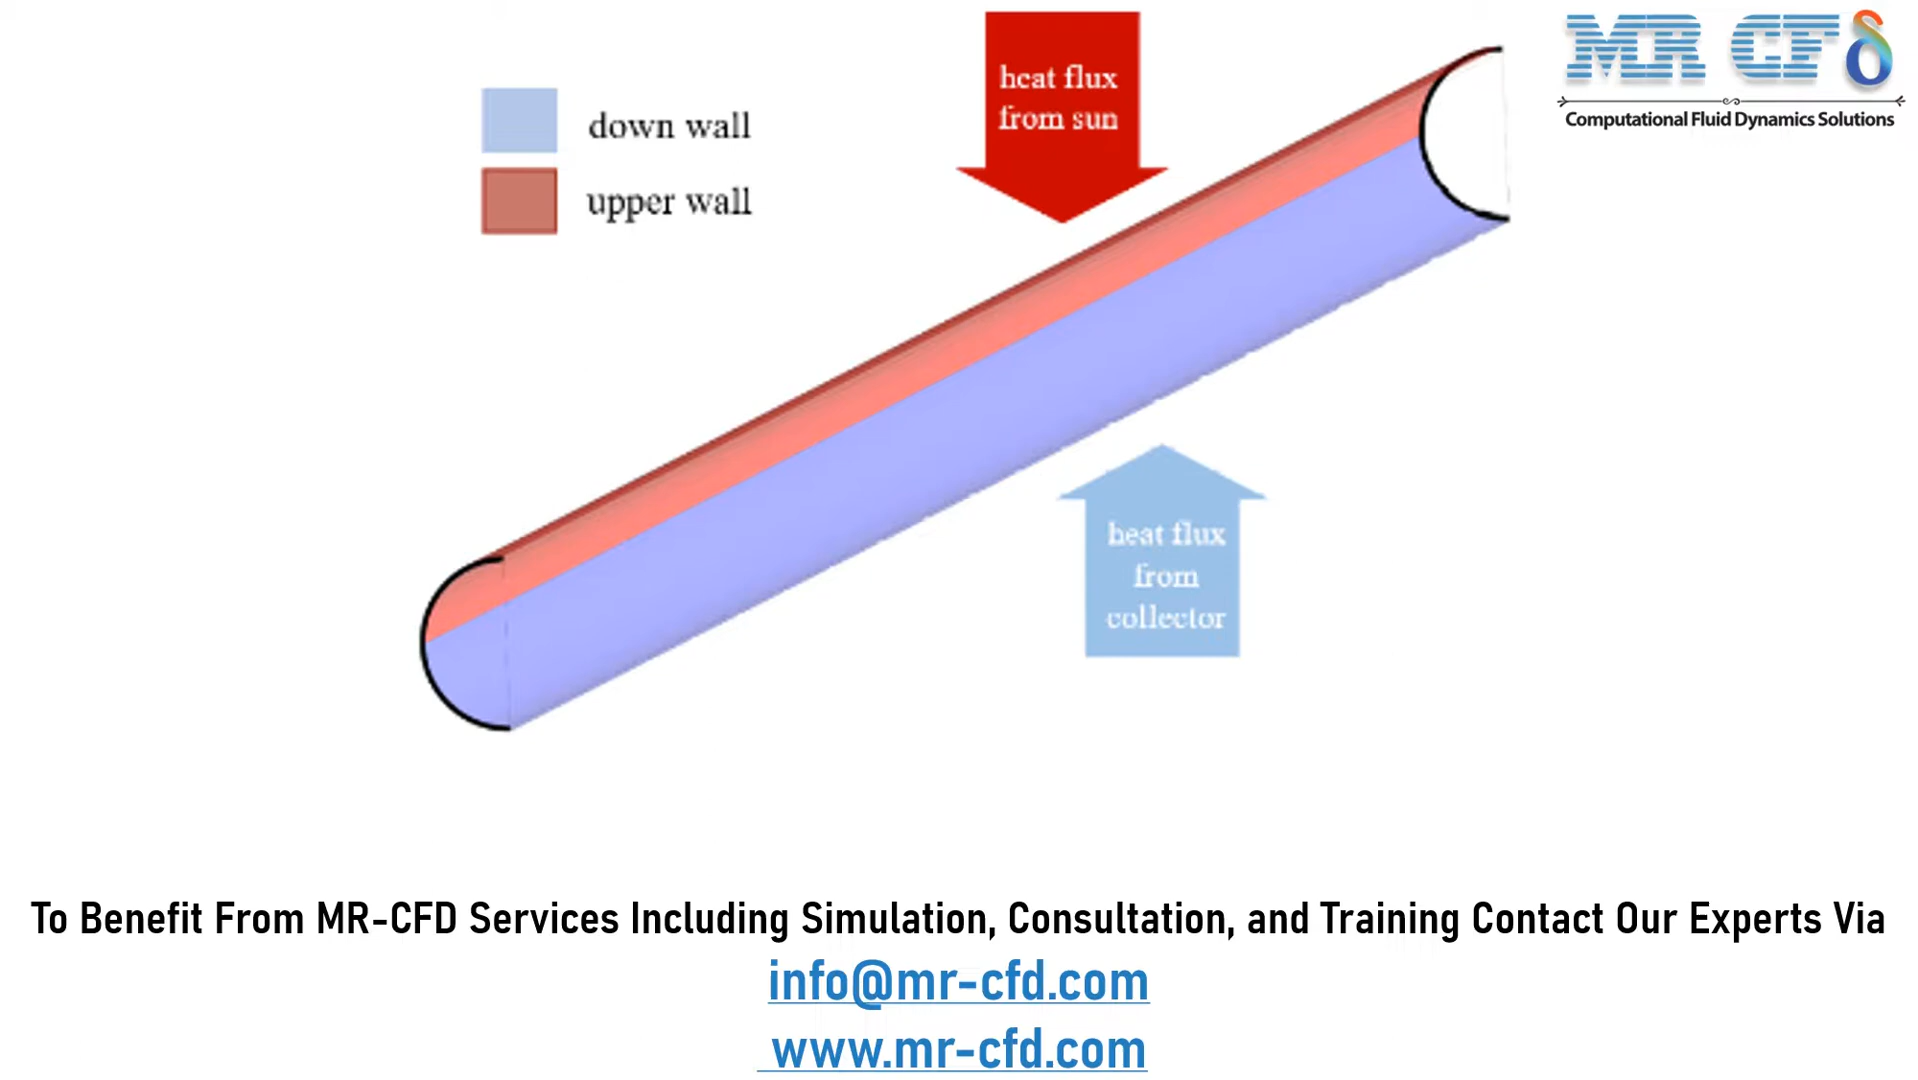 MR CFδ
Computational Fluid Dynamics Solutions
down wall
upper wall
heat flux
from sun
heat flux
from
collector
To Benefit From MR-CFD Services Including Simulation, Consultation, and Training Contact Our Experts Via
info@mr-cfd.com
www.mr-cfd.com